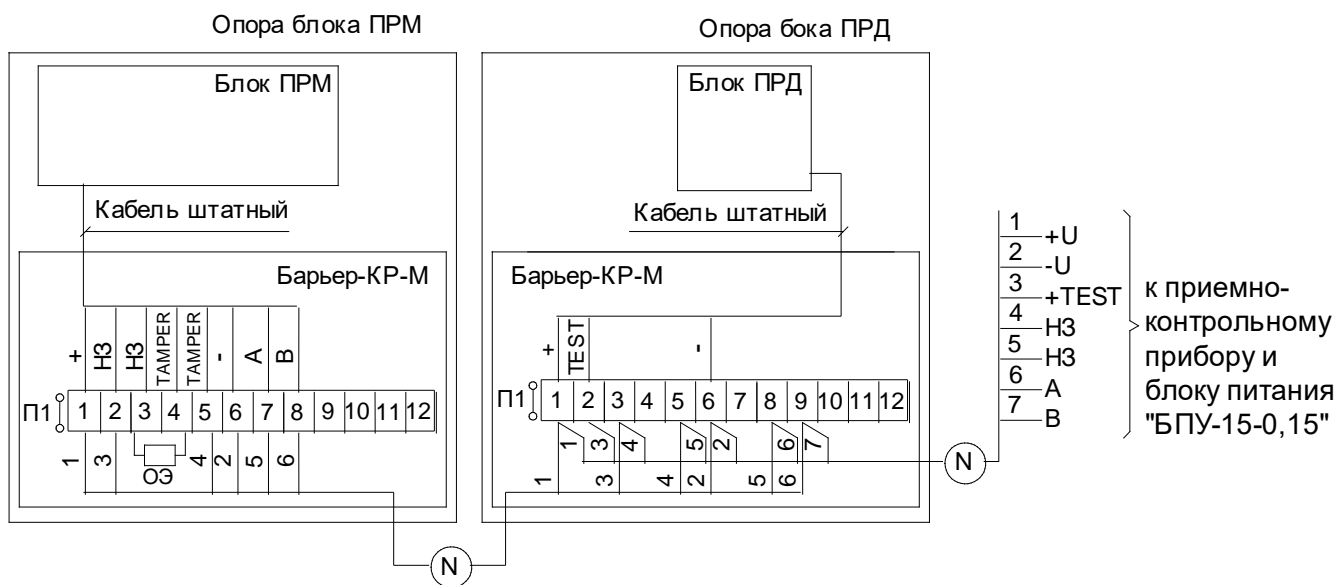 Опора блока ПРМ
Опора бока ПРД
Блок ПРМ
Блок ПРД
Кабель штатный
Кабель штатный
Барьер-КР-М
Барьер-КР-М
+
НЗ
НЗ
TAMPER
TAMPER
-
A
B
+
TEST
-
П1
1 2 3 4 5 6 7 8 9 10 11 12
П1
1 2 3 4 5 6 7 8 9 10 11 12
1 3 4 2 5 6
ОЭ
1 3 4 5 2 6 7
1 3 4 2 5 6
N
N
1 +U
2 -U
3 +TEST
4 НЗ
5 НЗ
6 A
7 B
к приемно-
контрольному
прибору и
блоку питания
"БПУ-15-0,15"